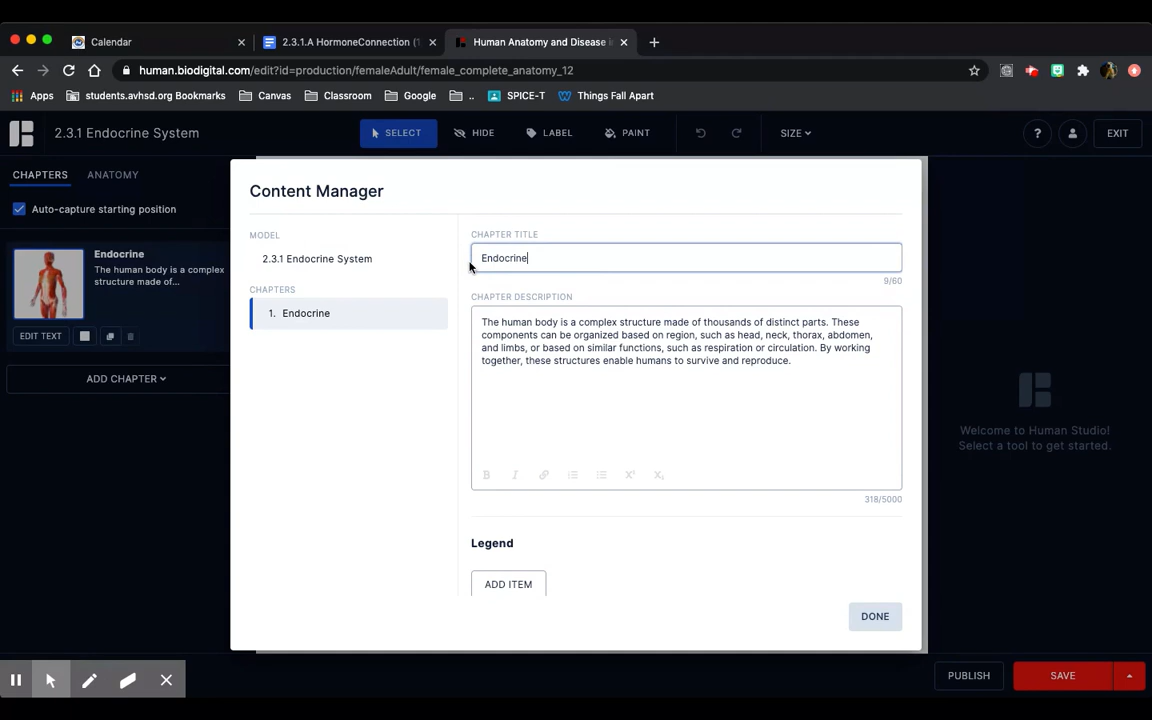 Calendar
2.3.1.A HormoneConnection (
Human Anatomy and Disease i
human.biodigital.com/edit?id=production/femaleAdult/female_complete_anatomy_12
Apps
students.avhsd.org Bookmarks
Canvas
Classroom
Google
..
SPICE-T
Things Fall Apart
2.3.1 Endocrine System
SELECT
HIDE
LABEL
PAINT
SIZE
?
EXIT
CHAPTERS
ANATOMY
Auto-capture starting position
Endocrine
The human body is a complex
structure made of...
EDIT TEXT
ADD CHAPTER
Content Manager
MODEL
2.3.1 Endocrine System
CHAPTERS
1. Endocrine
CHAPTER TITLE
Endocrine
9/60
CHAPTER DESCRIPTION
The human body is a complex structure made of thousands of distinct parts. These
components can be organized based on region, such as head, neck, thorax, abdomen,
and limbs, or based on similar functions, such as respiration or circulation. By working
together, these structures enable humans to survive and reproduce.
B I X² X₂
318/5000
Legend
ADD ITEM
DONE
Welcome to Human Studio!
Select a tool to get started.
PUBLISH
SAVE